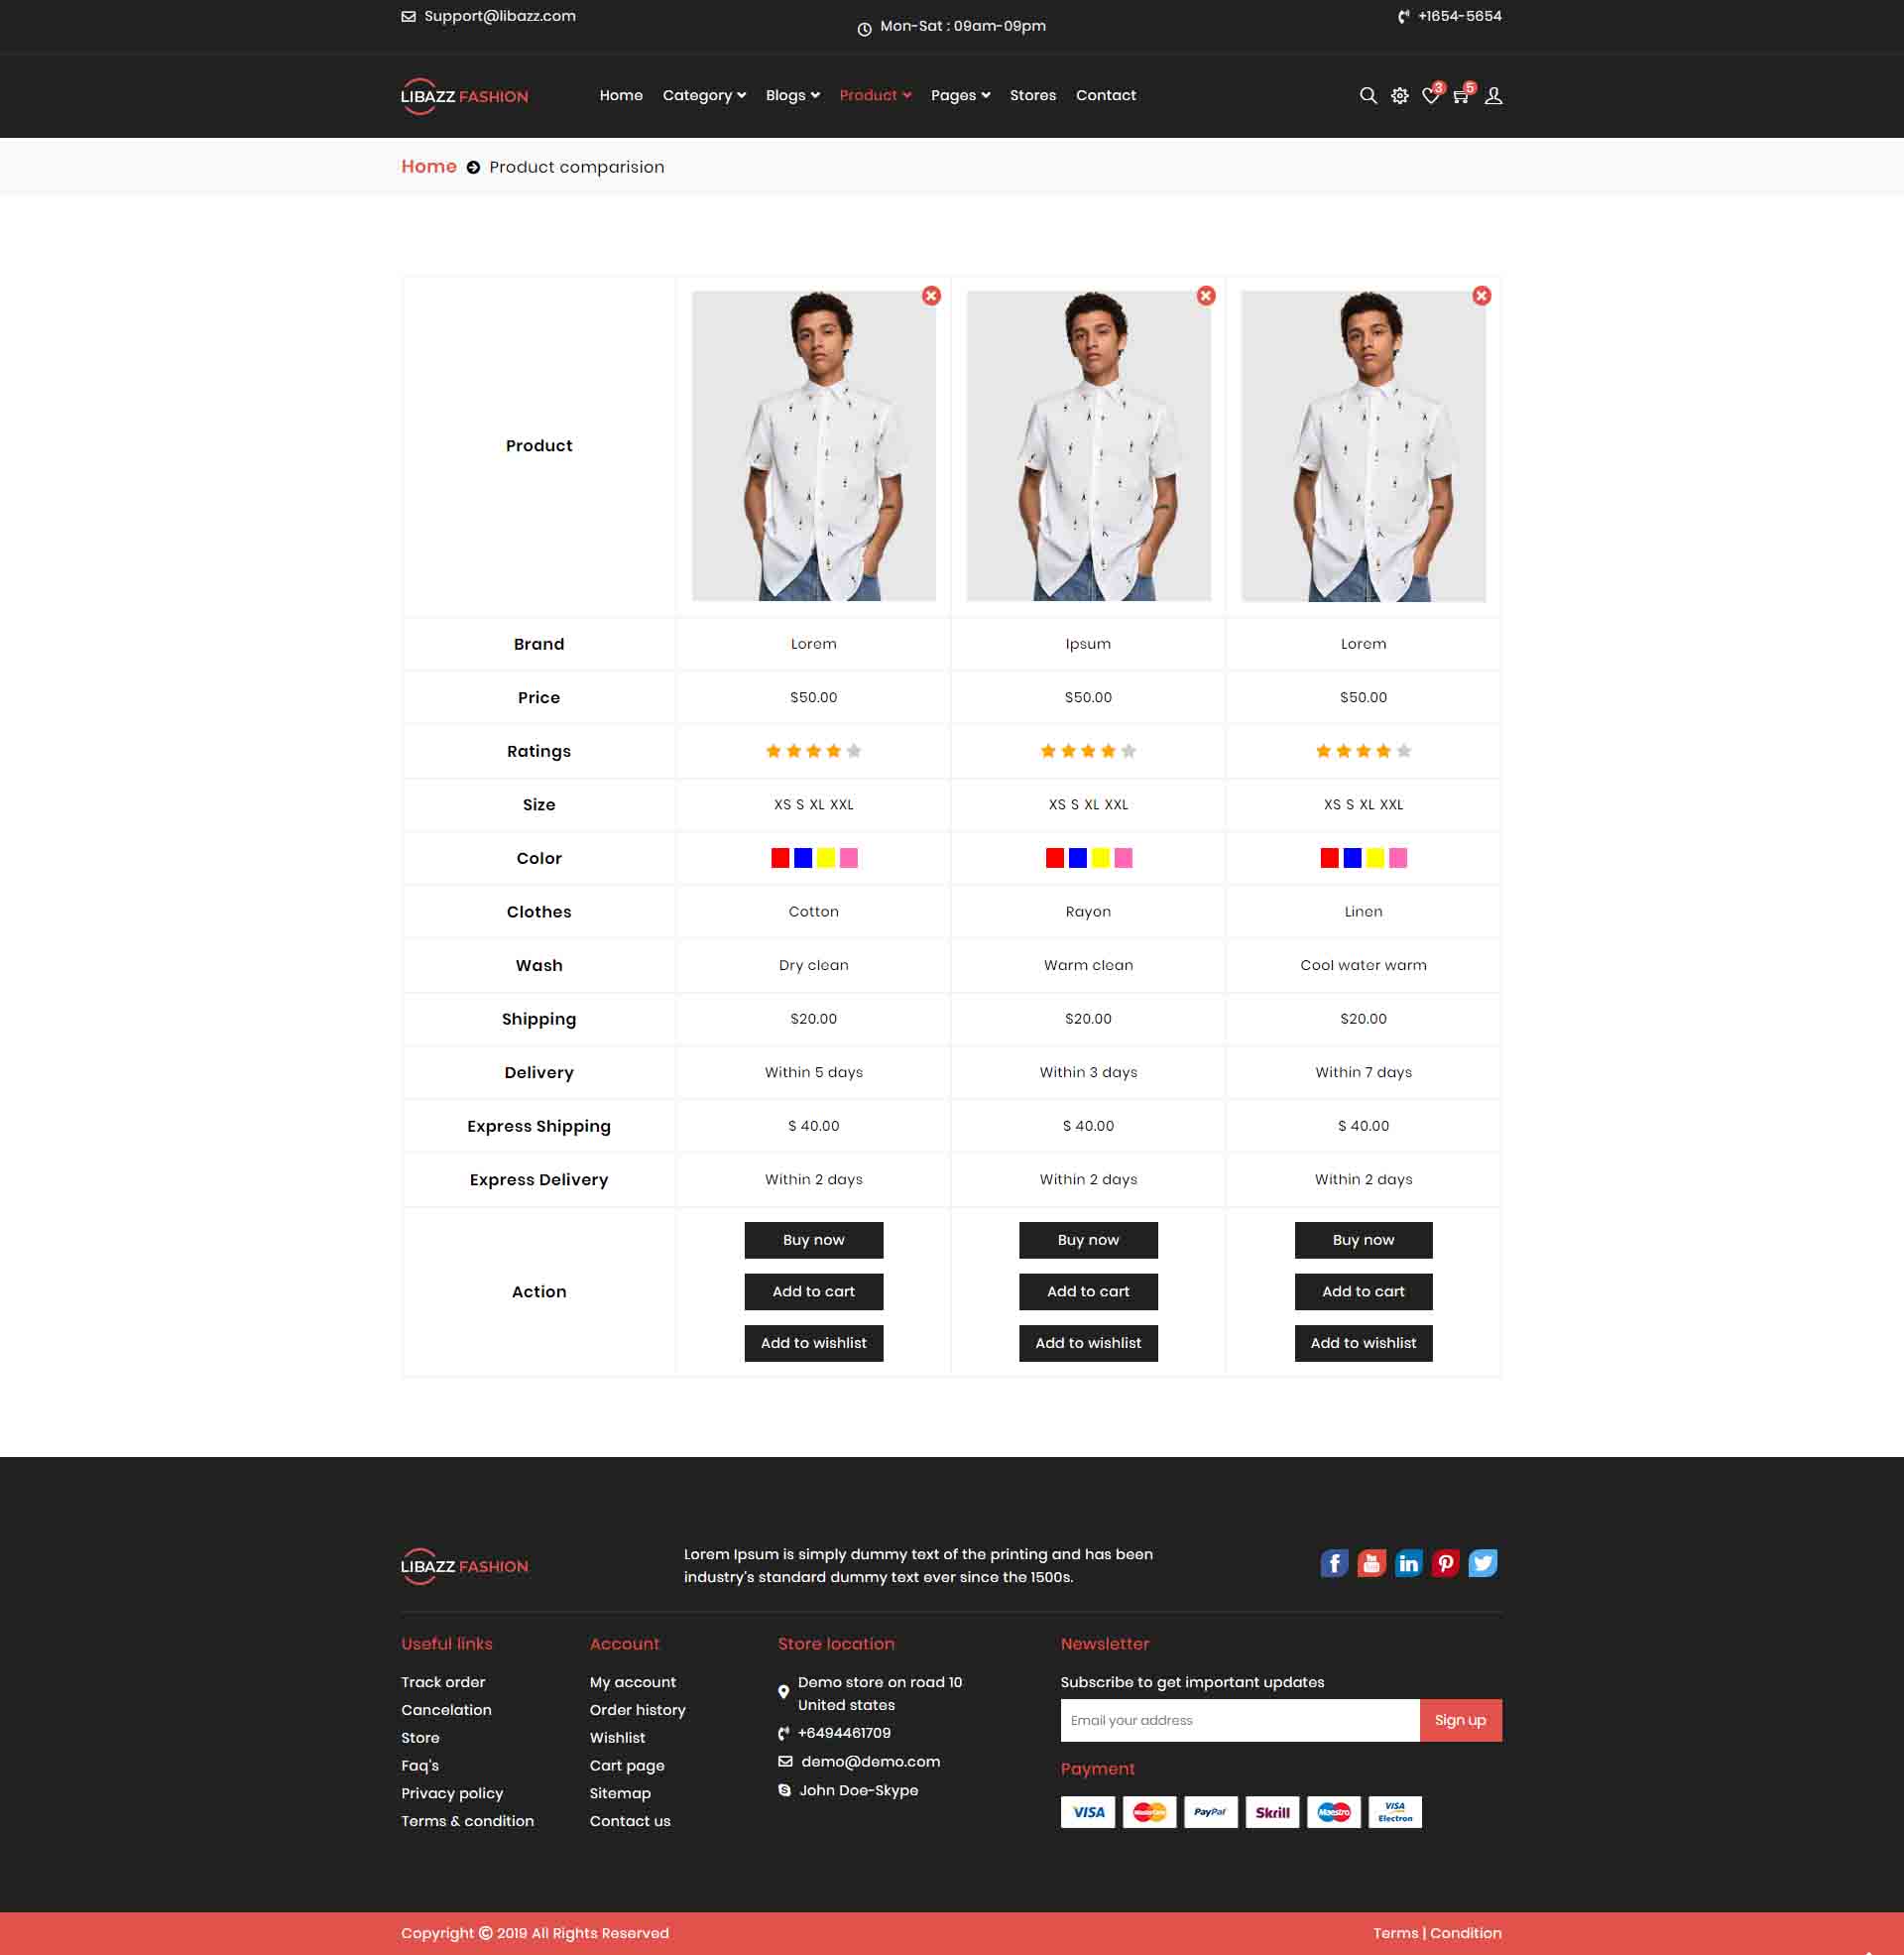 Support@libazz.com
Mon-Sat : 09am-09pm
+1654-5654
LIBAZZ FASHION
Home Category Blogs Product Pages Stores Contact
3
5
Home Product comparision
Product
Brand Lorem Ipsum Lorem
Price $50.00 $50.00 $50.00
Ratings
Size XS S XL XXL XS S XL XXL XS S XL XXL
Color
Clothes Cotton Rayon Linen
Wash Dry clean Warm clean Cool water warm
Shipping $20.00 $20.00 $20.00
Delivery Within 5 days Within 3 days Within 7 days
Express Shipping $ 40.00 $ 40.00 $ 40.00
Express Delivery Within 2 days Within 2 days Within 2 days
Action
Buy now Buy now Buy now
Add to cart Add to cart Add to cart
Add to wishlist Add to wishlist Add to wishlist
LIBAZZ FASHION
Lorem Ipsum is simply dummy text of the printing and has been
industry's standard dummy text ever since the 1500s.
f You Tube in
Useful links
Track order
Cancelation
Store
Faq's
Privacy policy
Terms & condition
Account
My account
Order history
Wishlist
Cart page
Sitemap
Contact us
Store location
Demo store on road 10
United states
+6494461709
demo@demo.com
John Doe-Skype
Newsletter
Subscribe to get important updates
Email your address Sign up
Payment
VISA MasterCard PayPal Skrill Maestro VISA
Electron
Copyright © 2019 All Rights Reserved
Terms | Condition